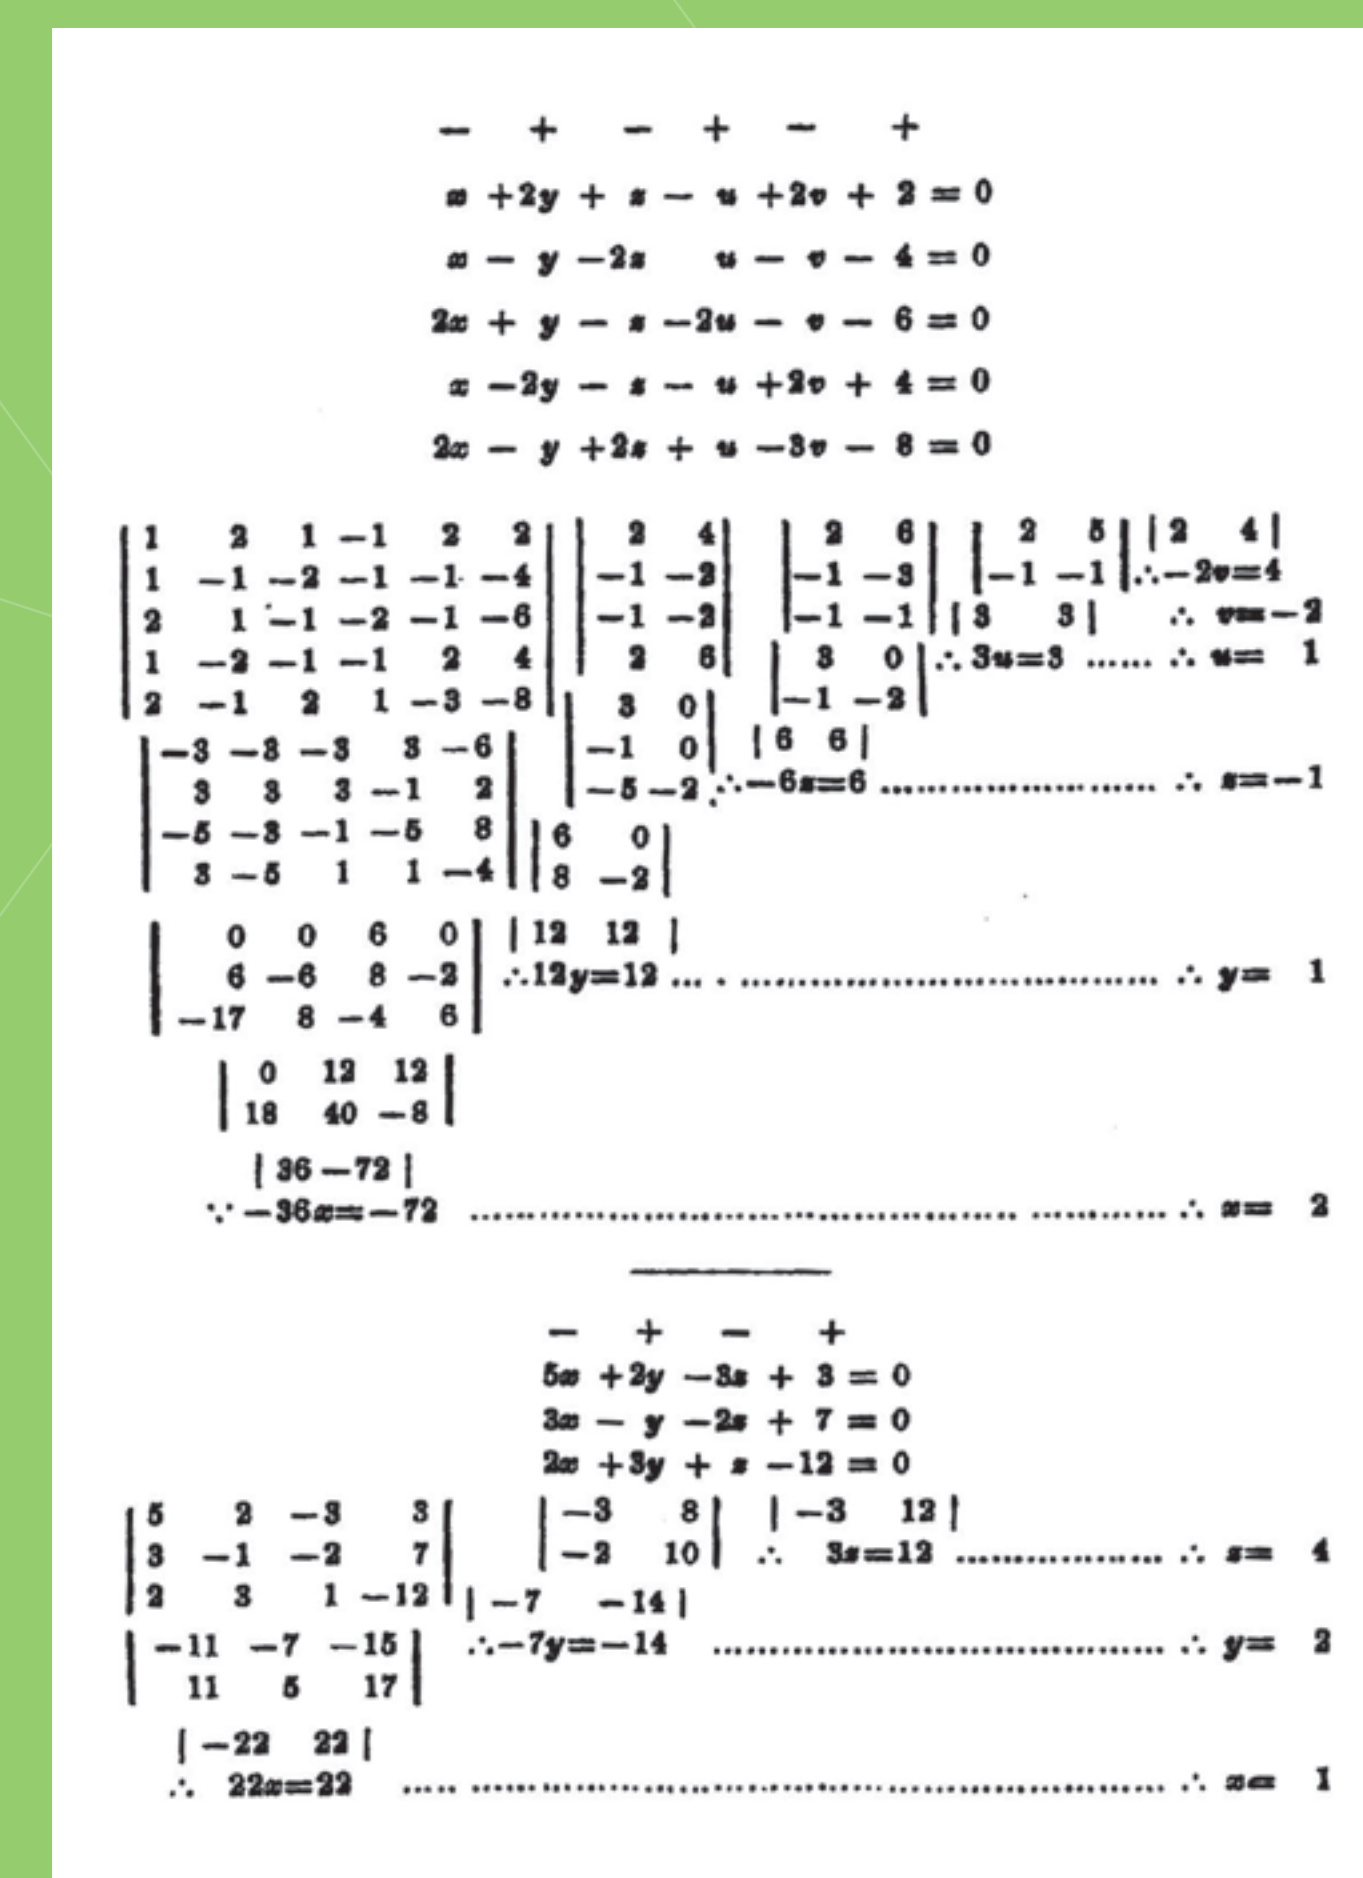 − + − + − +
x +2y + z − u +2v + 2 = 0
x − y −2z u − v − 4 = 0
2x + y − z −2u − v − 6 = 0
x −2y − z − u +2v + 4 = 0
2x − y +2z + u −3v − 8 = 0
| 1 2 1 −1 2 2 | | 2 4 | | 2 6 | | 2 5 | | 2 4 |
| 1 −1 −2 −1 −1 −4 | | −1 −2 | | −1 −3 | | −1 −1 | ∴ −2v=4
| 2 1 −1 −2 −1 −6 | | −1 −2 | | −1 −1 | | 3 3 | ∴ v=−2
| 1 −2 −1 −1 2 4 | | 2 6 | | 3 0 | ∴ 3u=3 ...... ∴ u= 1
| 2 −1 2 1 −3 −8 | | 3 0 | | −1 −2 |
| −3 −3 −3 3 −6 | | −1 0 | | 6 6 |
| 3 3 3 −1 2 | | −5 −2 | ∴ −6z=6 .......................... ∴ z=−1
| −5 −3 −1 −5 8 | | 6 0 |
| 3 −5 1 1 −4 | | 8 −2 |
| 0 0 6 0 | | 12 12 |
| 6 −6 8 −2 | ∴12y=12 ... . ................................... ∴ y= 1
| −17 8 −4 6 |
| 0 12 12 |
| 18 40 −8 |
| 36 −72 |
∵ −36x=−72 ............................................... ............ ∴ x= 2
− + − +
5x +2y −3z + 3 = 0
3x − y −2z + 7 = 0
2x +3y + z −12 = 0
| 5 2 −3 3 | | −3 8 | | −3 12 |
| 3 −1 −2 7 | | −2 10 | ∴ 3z=12 .................. ∴ z= 4
| 2 3 1 −12 | | −7 −14 |
| −11 −7 −15 | ∴−7y=−14 ...................................... ∴ y= 2
| 11 5 17 |
| −22 22 |
∴ 22x=22 ..... .......................................................... ∴ x= 1